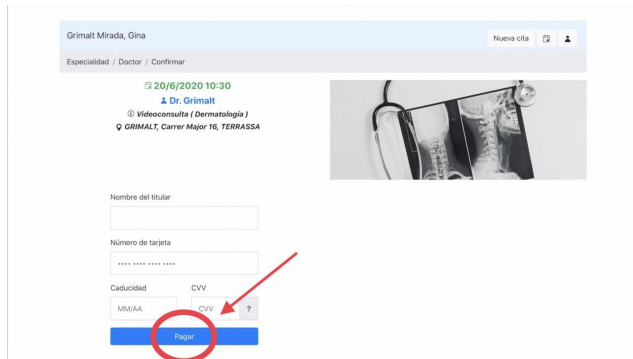 Grimalt Mirada, Gina
Nueva cita
Especialidad / Doctor / Confirmar
20/6/2020 10:30
Dr. Grimalt
Videoconsulta ( Dermatología )
GRIMALT, Carrer Major 16, TERRASSA
Nombre del titular
Número de tarjeta
•••• •••• •••• ••••
Caducidad CVV
MM/AA CVV ?
Pagar